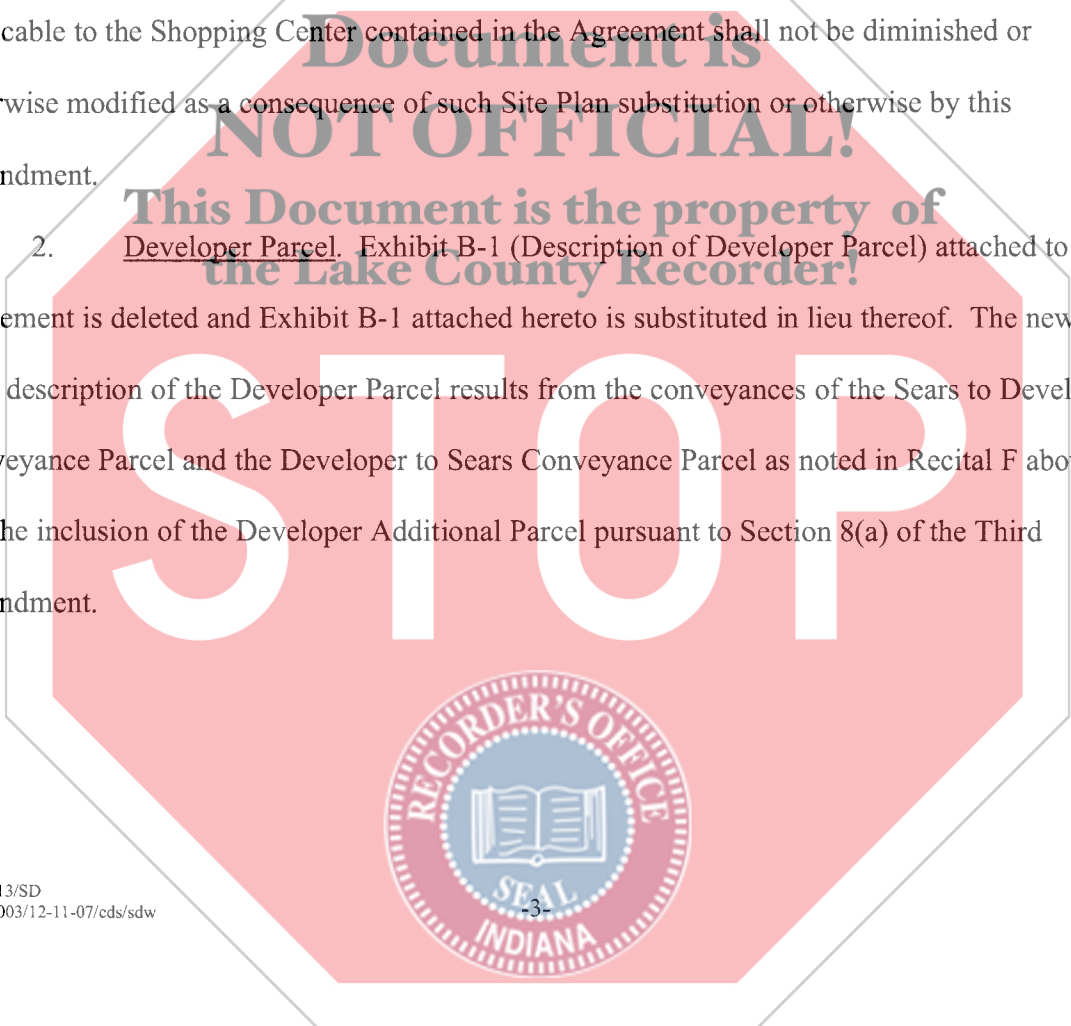 cable to the Shopping Center contained in the Agreement shall not be diminished or
Document is
rwise modified as a consequence of such Site Plan substitution or otherwise by this
NOT OFFICIAL!
ndment.
This Document is the property of
2. Developer Parcel. Exhibit B-1 (Description of Developer Parcel) attached to
the Lake County Recorder!
ement is deleted and Exhibit B-1 attached hereto is substituted in lieu thereof. The new
description of the Developer Parcel results from the conveyances of the Sears to Devel
STOP
veyance Parcel and the Developer to Sears Conveyance Parcel as noted in Recital F abo
he inclusion of the Developer Additional Parcel pursuant to Section 8(a) of the Third
ndment.
RECORDER'S OFFICE
SEAL
INDIANA
13/SD
003/12-11-07/cds/sdw
-3-